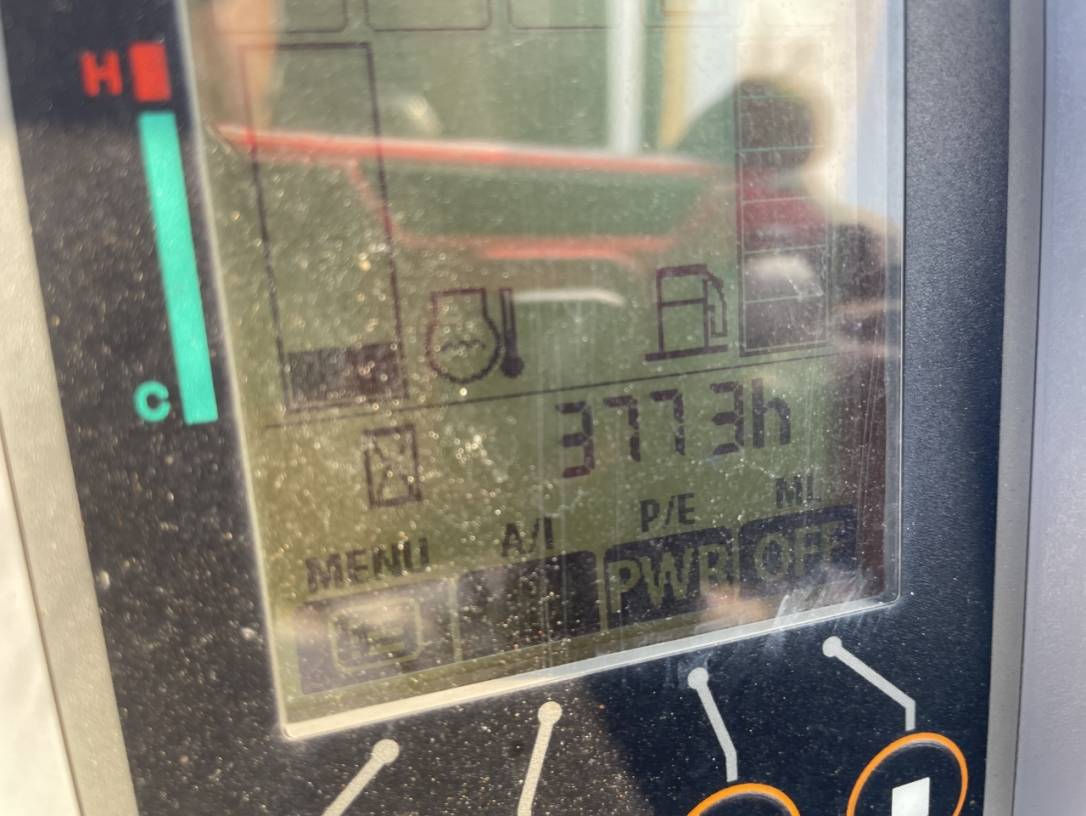 H
C
3773h
MENU A/I P/E ML
PWR OFF